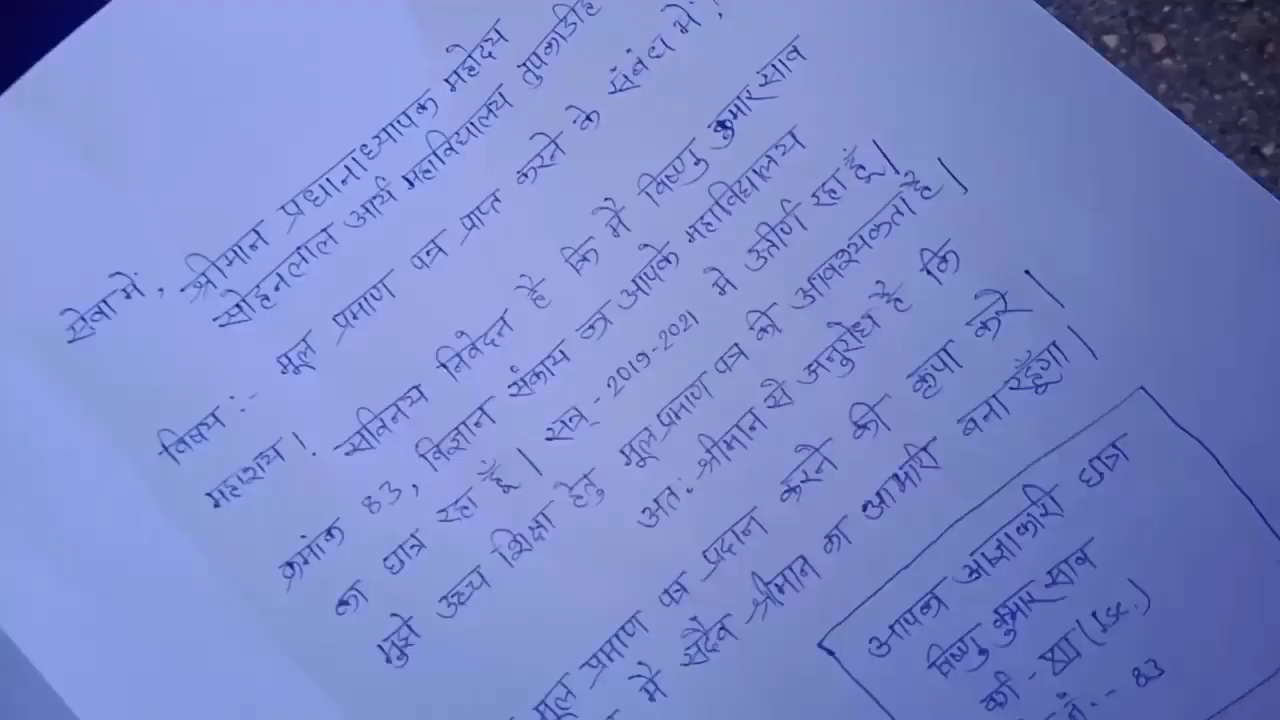 सेवा में, श्रीमान प्रधानाध्यापक महोदय
सोहनलाल आर्य महाविद्यालय तुपकाडीह
विषय :- मूल प्रमाण पत्र प्राप्त करने के संबंध में!
महाशय! सविनय निवेदन है कि मैं विष्णु कुमार साव
क्रमांक 83, विज्ञान संकाय का आपके महाविद्यालय
का छात्र रहा हूँ। सत्र - 2019-2021 मे उत्तीर्ण रहा हूँ।
मुझे उच्च शिक्षा हेतु मूल प्रमाण पत्र की आवश्यकता है।
अतः श्रीमान से अनुरोध है कि
मूल प्रमाण पत्र प्रदान करने की कृपा करे।
मै सदैव श्रीमान का आभारी बना रहूँगा।
आपका आज्ञाकारी छात्र
विष्णु कुमार साव
(I.sc.)
83